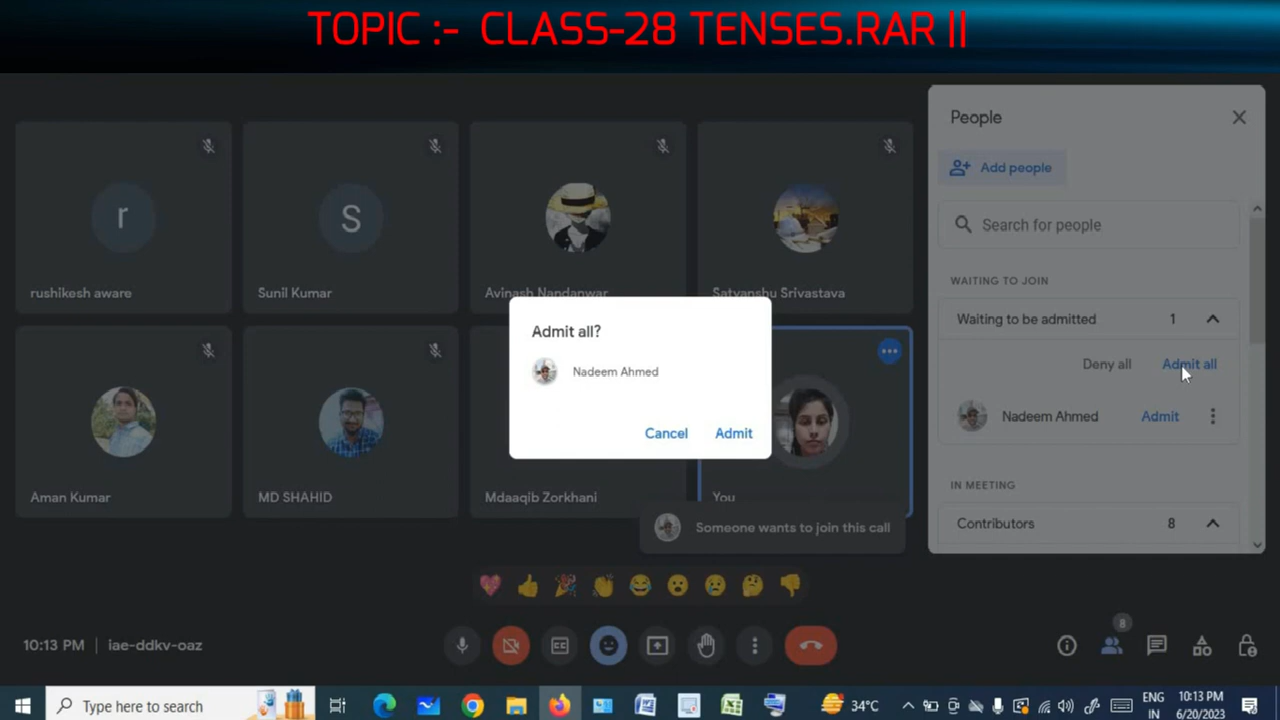 TOPIC :- CLASS-28 TENSES.RAR ||
r
rushikesh aware
S
Sunil Kumar
Avinash Nandanwar
Satyanshu Srivastava
Aman Kumar
MD SHAHID
Mdaaqib Zorkhani
You
Admit all?
Nadeem Ahmed
Cancel Admit
Someone wants to join this call
People
Add people
Search for people
WAITING TO JOIN
Waiting to be admitted 1
Deny all Admit all
Nadeem Ahmed Admit
IN MEETING
Contributors 8
10:13 PM | iae-ddkv-oaz
8
Type here to search
34°C
ENG
IN
10:13 PM
6/20/2023